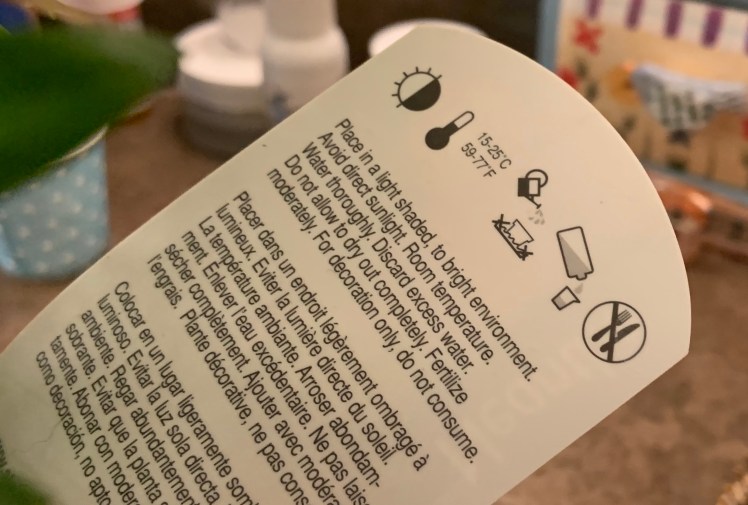 15-25°C
59-77°F
Place in a light shaded, to bright environment.
Avoid direct sunlight. Room temperature.
Water thoroughly. Discard excess water.
Do not allow to dry out completely. Fertilize
moderately. For decoration only, do not consume.
Placer dans un endroit légèrement ombragé à
lumineux. Eviter la lumière directe du soleil.
La température ambiante. Arroser abondam-
ment. Enlever l'eau excédentaire. Ne pas lais
sécher complètement. Ajouter avec modéra
l'engrais. Plante décorative, ne pas cons
Colocar en un lugar ligeramente som
luminoso. Eviar la luz sola directa.
ambiente. Regar abundantemen
sobrante. Evitar que la planta
tamente. Abonar con moder
como decoración, no apto